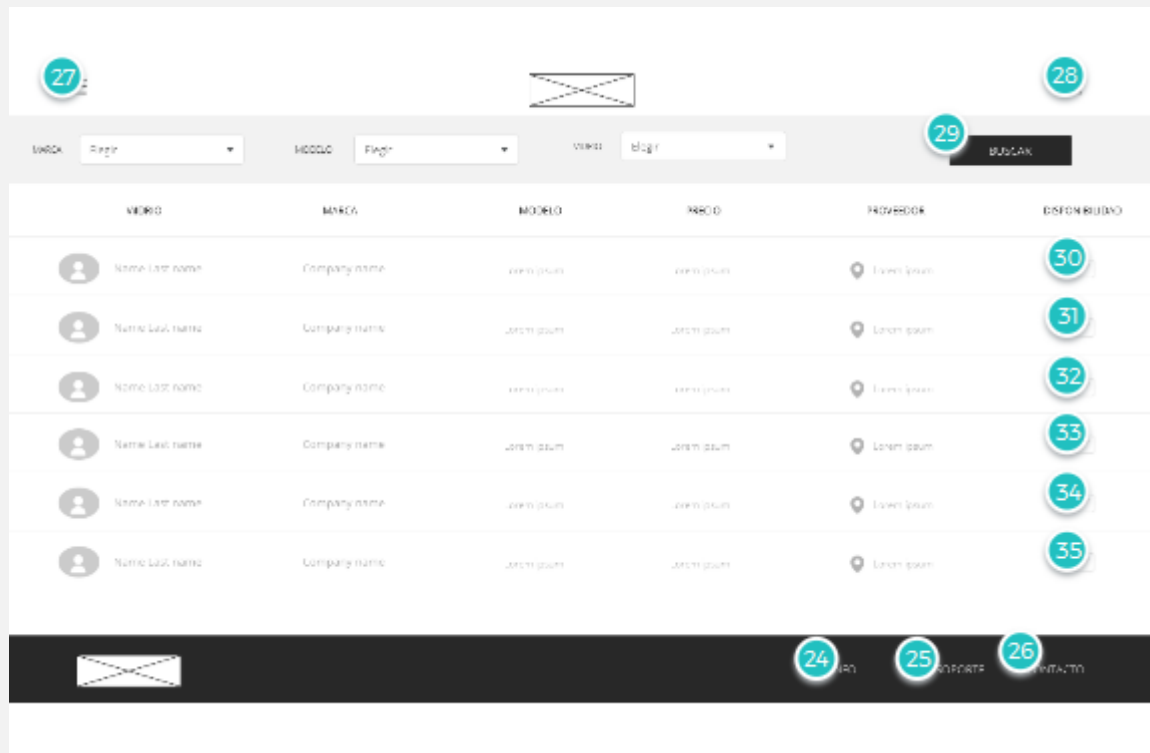 27
28
29
MARCA Elegir MODELO Elegir VIDRIO Elegir BUSCAR
VIDRIO MARCA MODELO PRECIO PROVEEDOR DISPONIBILIDAD
Name Last name Company name Lorem ipsum Lorem ipsum Lorem ipsum 30
Name Last name Company name Lorem ipsum Lorem ipsum Lorem ipsum 31
Name Last name Company name Lorem ipsum Lorem ipsum Lorem ipsum 32
Name Last name Company name Lorem ipsum Lorem ipsum Lorem ipsum 33
Name Last name Company name Lorem ipsum Lorem ipsum Lorem ipsum 34
Name Last name Company name Lorem ipsum Lorem ipsum Lorem ipsum 35
24 25 SOPORTE 26 CONTACTO